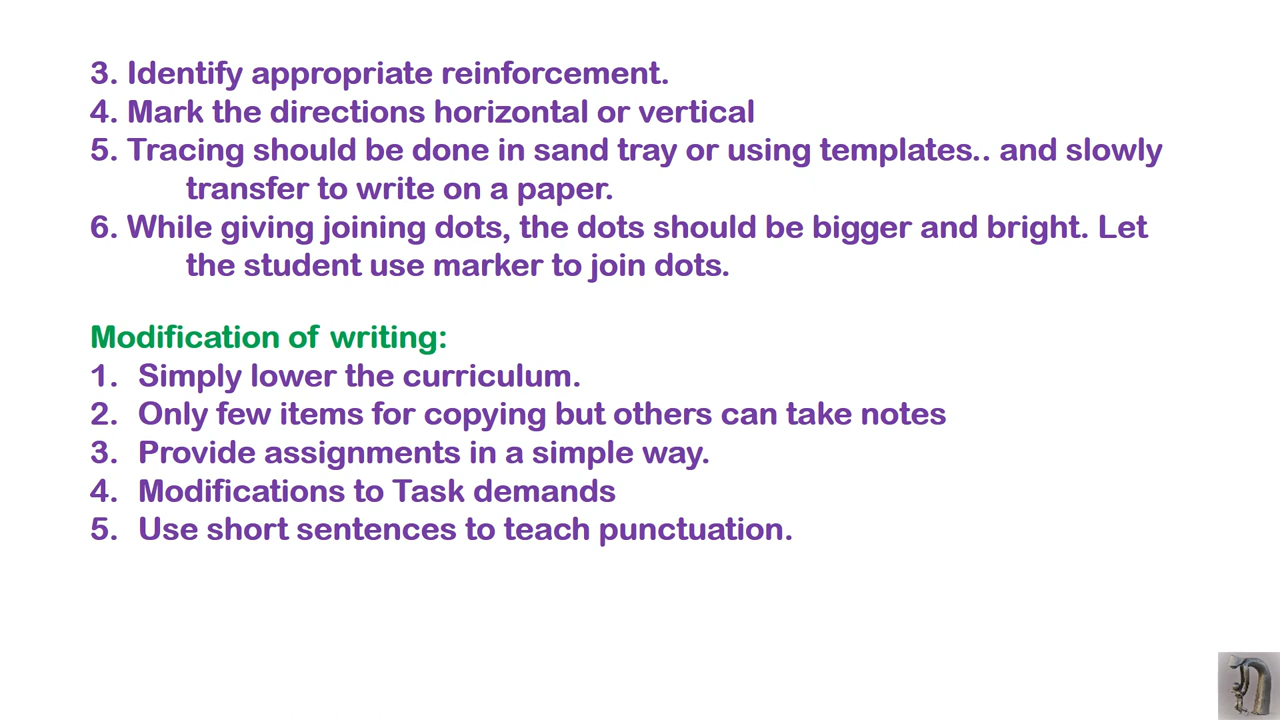 3. Identify appropriate reinforcement.
4. Mark the directions horizontal or vertical
5. Tracing should be done in sand tray or using templates.. and slowly
transfer to write on a paper.
6. While giving joining dots, the dots should be bigger and bright. Let
the student use marker to join dots.
Modification of writing:
1. Simply lower the curriculum.
2. Only few items for copying but others can take notes
3. Provide assignments in a simple way.
4. Modifications to Task demands
5. Use short sentences to teach punctuation.